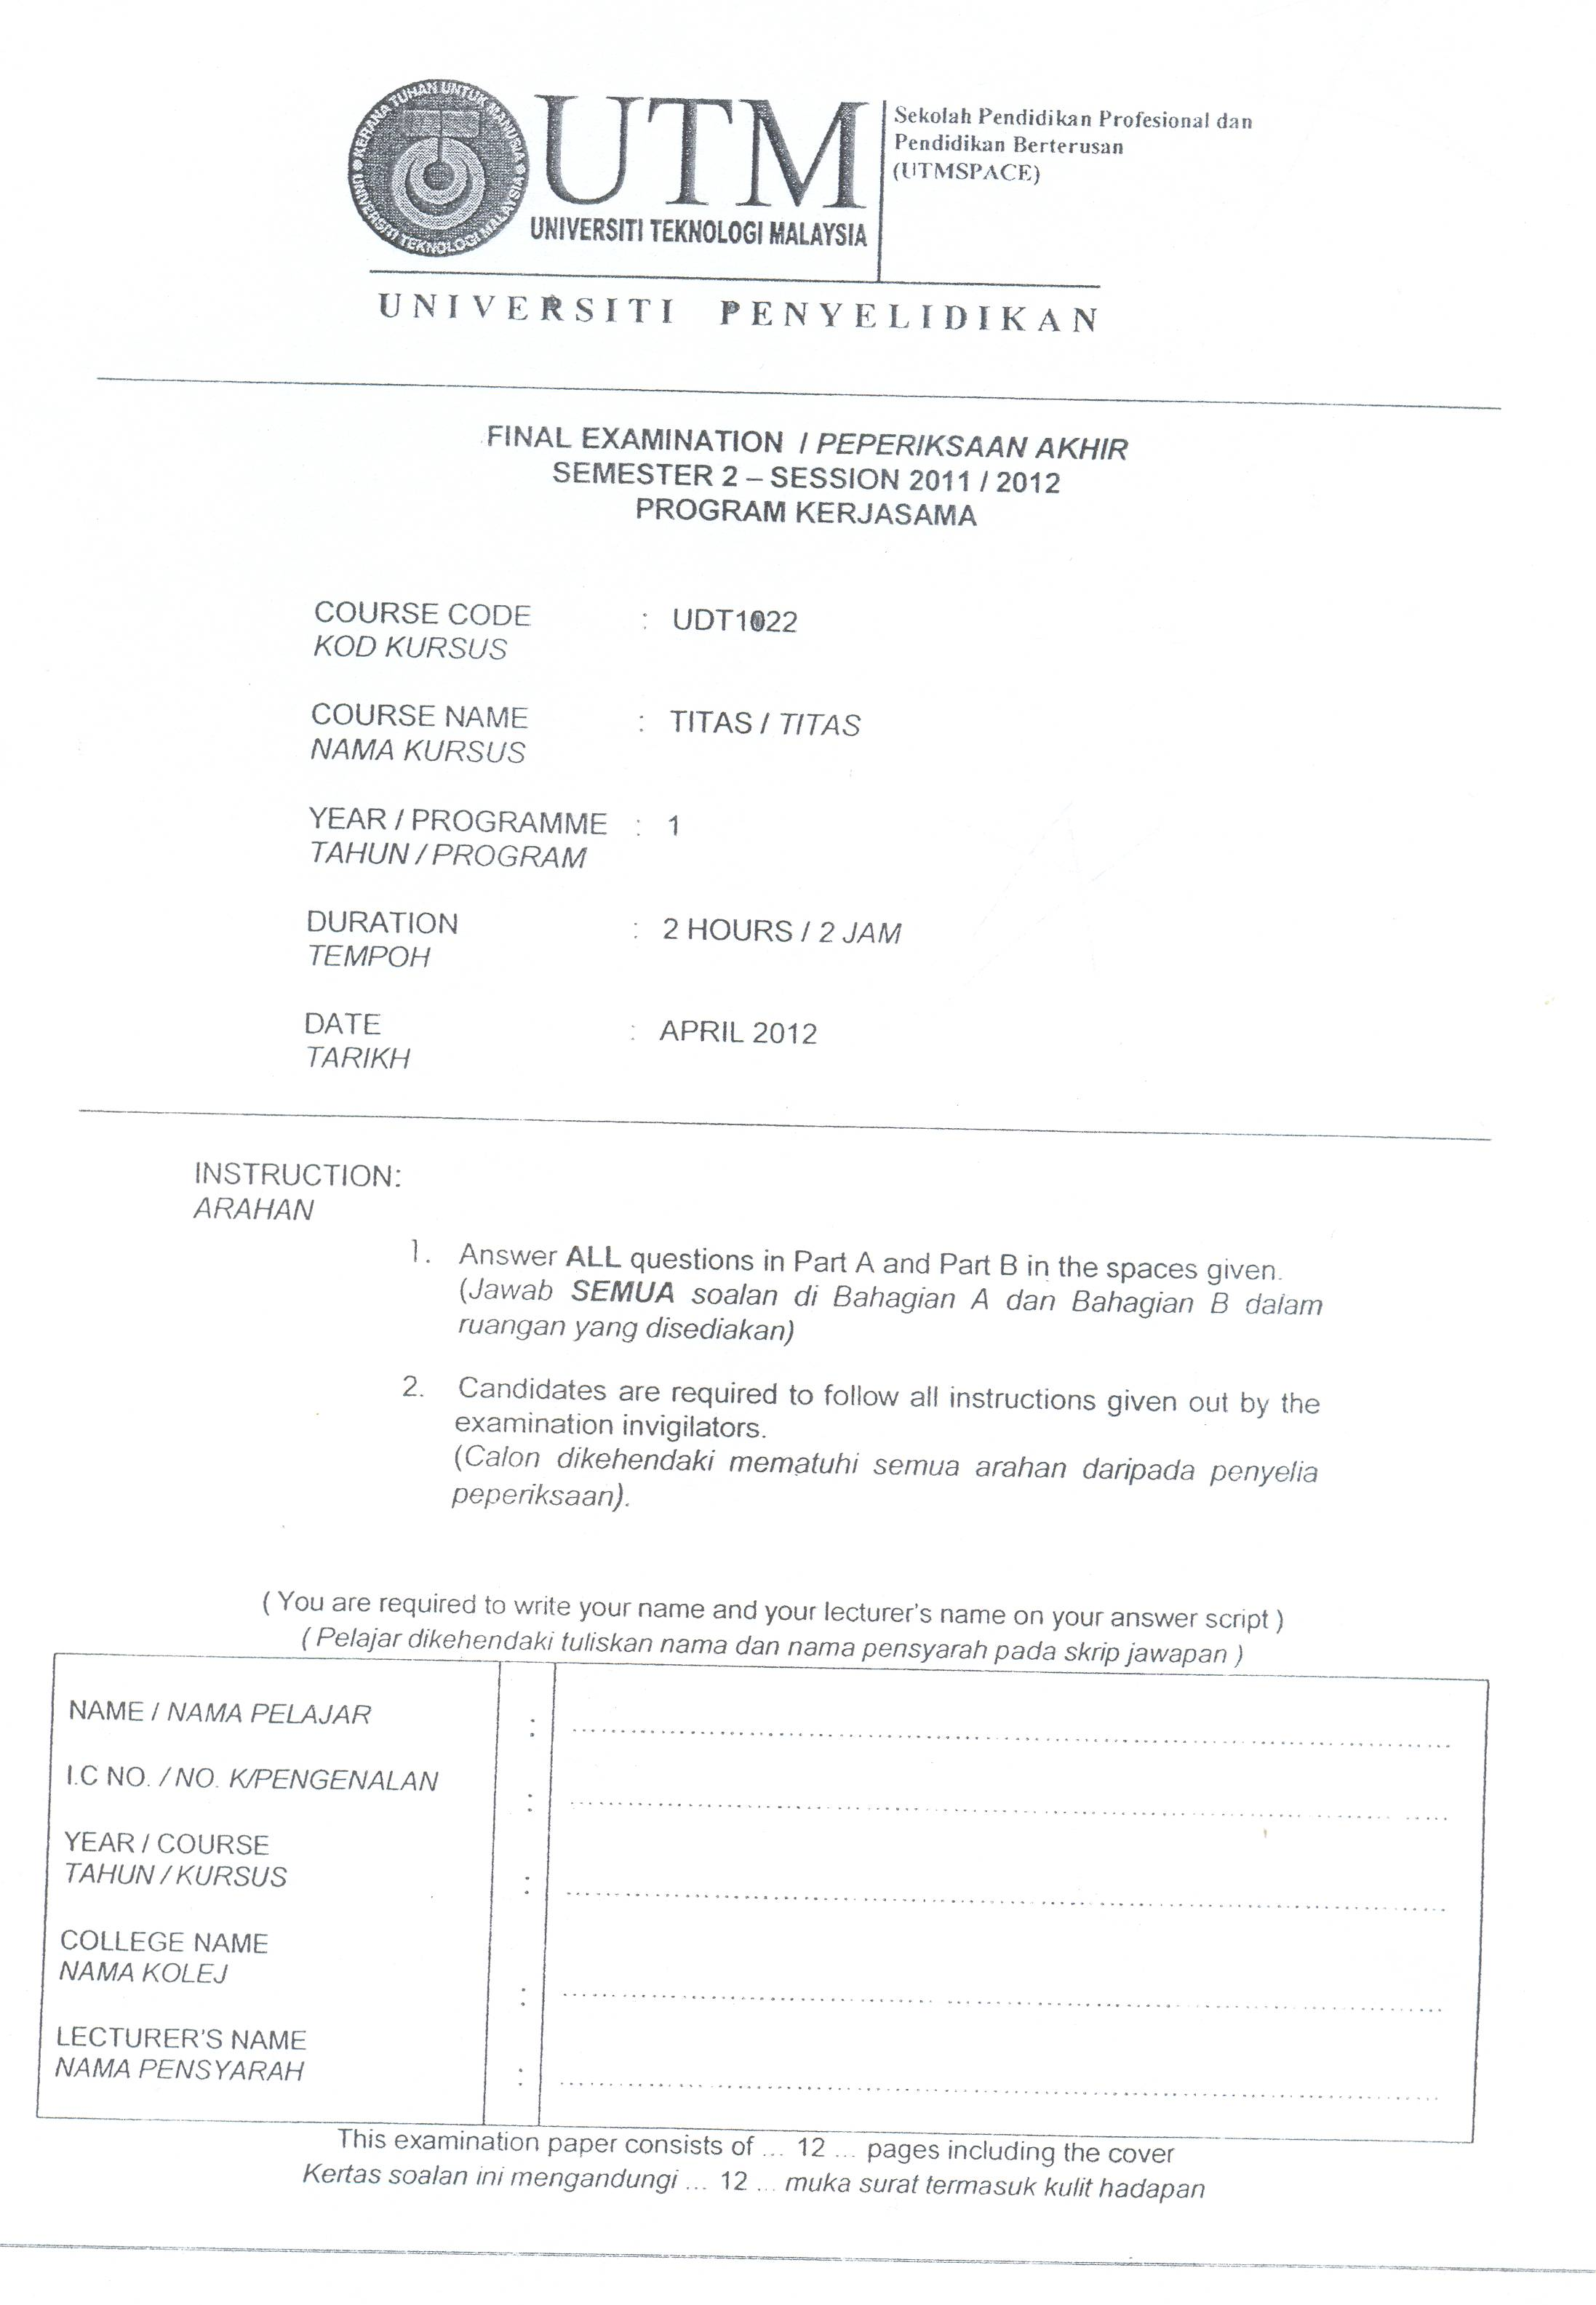 KERANA TUHAN UNTUK MANUSIA
UNIVERSITI TEKNOLOGI MALAYSIA
UTM
UNIVERSITI TEKNOLOGI MALAYSIA
Sekolah Pendidikan Profesional dan
Pendidikan Berterusan
(UTMSPACE)
UNIVERSITI PENYELIDIKAN
FINAL EXAMINATION / PEPERIKSAAN AKHIR
SEMESTER 2 – SESSION 2011 / 2012
PROGRAM KERJASAMA
COURSE CODE : UDT1022
KOD KURSUS
COURSE NAME : TITAS / TITAS
NAMA KURSUS
YEAR / PROGRAMME : 1
TAHUN / PROGRAM
DURATION : 2 HOURS / 2 JAM
TEMPOH
DATE : APRIL 2012
TARIKH
INSTRUCTION:
ARAHAN
1. Answer ALL questions in Part A and Part B in the spaces given.
(Jawab SEMUA soalan di Bahagian A dan Bahagian B dalam
ruangan yang disediakan)
2. Candidates are required to follow all instructions given out by the
examination invigilators.
(Calon dikehendaki mematuhi semua arahan daripada penyelia
peperiksaan).
( You are required to write your name and your lecturer's name on your answer script )
( Pelajar dikehendaki tuliskan nama dan nama pensyarah pada skrip jawapan )
NAME / NAMA PELAJAR :
I.C NO. / NO. K/PENGENALAN :
YEAR / COURSE
TAHUN / KURSUS :
COLLEGE NAME
NAMA KOLEJ :
LECTURER'S NAME
NAMA PENSYARAH :
This examination paper consists of ... 12 ... pages including the cover
Kertas soalan ini mengandungi ... 12 ... muka surat termasuk kulit hadapan